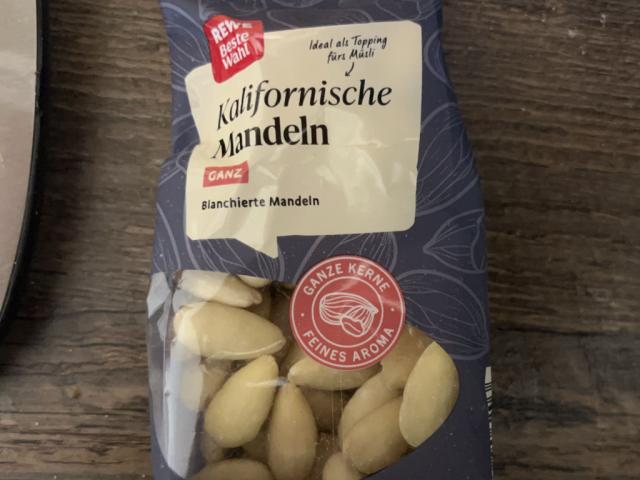 REWE
Beste
Wahl
Ideal als Topping
fürs Müsli
Kalifornische
Mandeln
GANZ
Blanchierte Mandeln
GANZE KERNE
FEINES AROMA